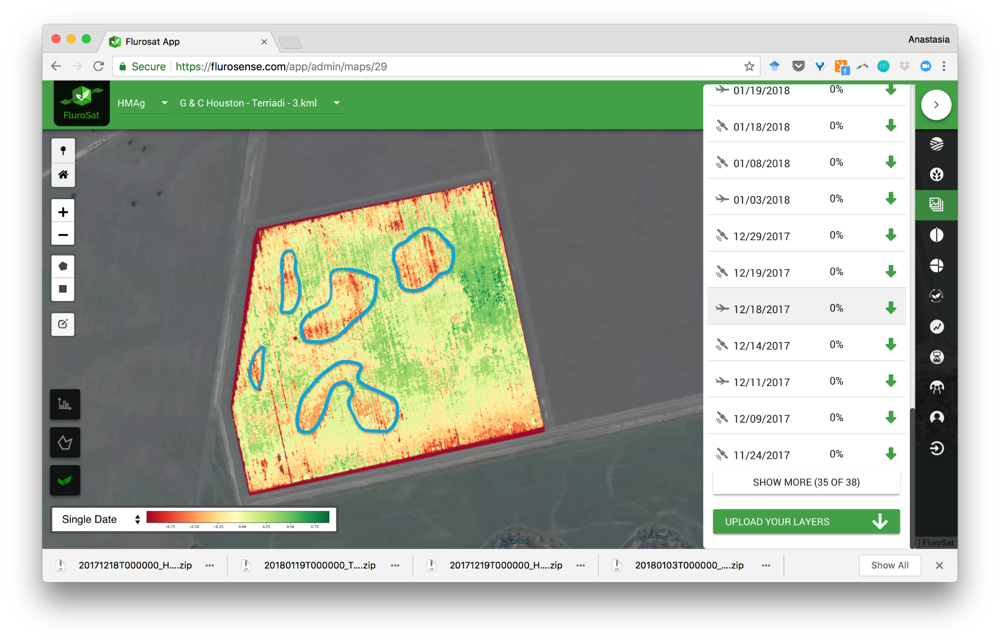 Flurosat App
Anastasia
Secure https://flurosense.com/app/admin/maps/29
1
m
FluroSat
HMAg
G & C Houston - Terriadi - 3.kml
Daydawn Rd
01/19/2018 0%
01/18/2018 0%
01/08/2018 0%
01/03/2018 0%
12/29/2017 0%
12/19/2017 0%
12/18/2017 0%
12/14/2017 0%
12/11/2017 0%
12/09/2017 0%
11/24/2017 0%
SHOW MORE (35 OF 38)
UPLOAD YOUR LAYERS
Single Date
−0.75 −0.50 −0.25 0.00 0.25 0.50 0.75
Gil Gil Creek
Gil Gil Creek
| FluroSat
ZIP 20171218T000000_H....zip
ZIP 20180119T000000_T....zip
ZIP 20171219T000000_H....zip
ZIP 20180103T000000_....zip
Show All